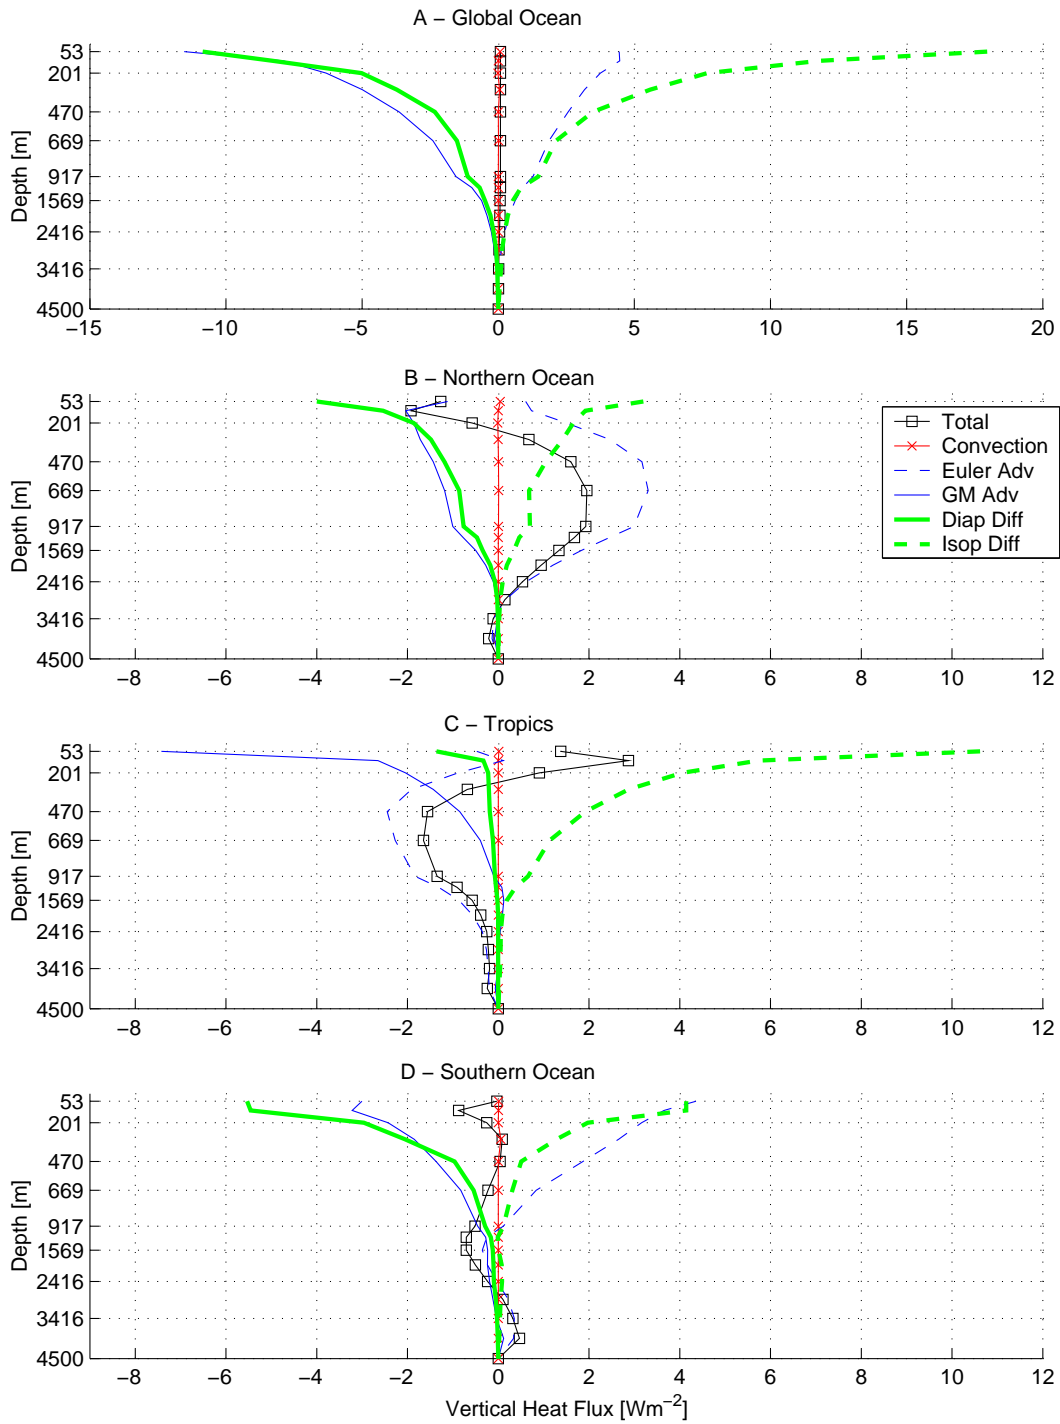 A − Global Ocean
53
201
470
669
917
1569
2416
3416
4500
Depth [m]
−15 −10 −5 0 5 10 15 20
B − Northern Ocean
53
201
470
669
917
1569
2416
3416
4500
Depth [m]
Total
Convection
Euler Adv
GM Adv
Diap Diff
Isop Diff
−8 −6 −4 −2 0 2 4 6 8 10 12
C − Tropics
53
201
470
669
917
1569
2416
3416
4500
Depth [m]
−8 −6 −4 −2 0 2 4 6 8 10 12
D − Southern Ocean
53
201
470
669
917
1569
2416
3416
4500
Depth [m]
−8 −6 −4 −2 0 2 4 6 8 10 12
Vertical Heat Flux [Wm⁻²]